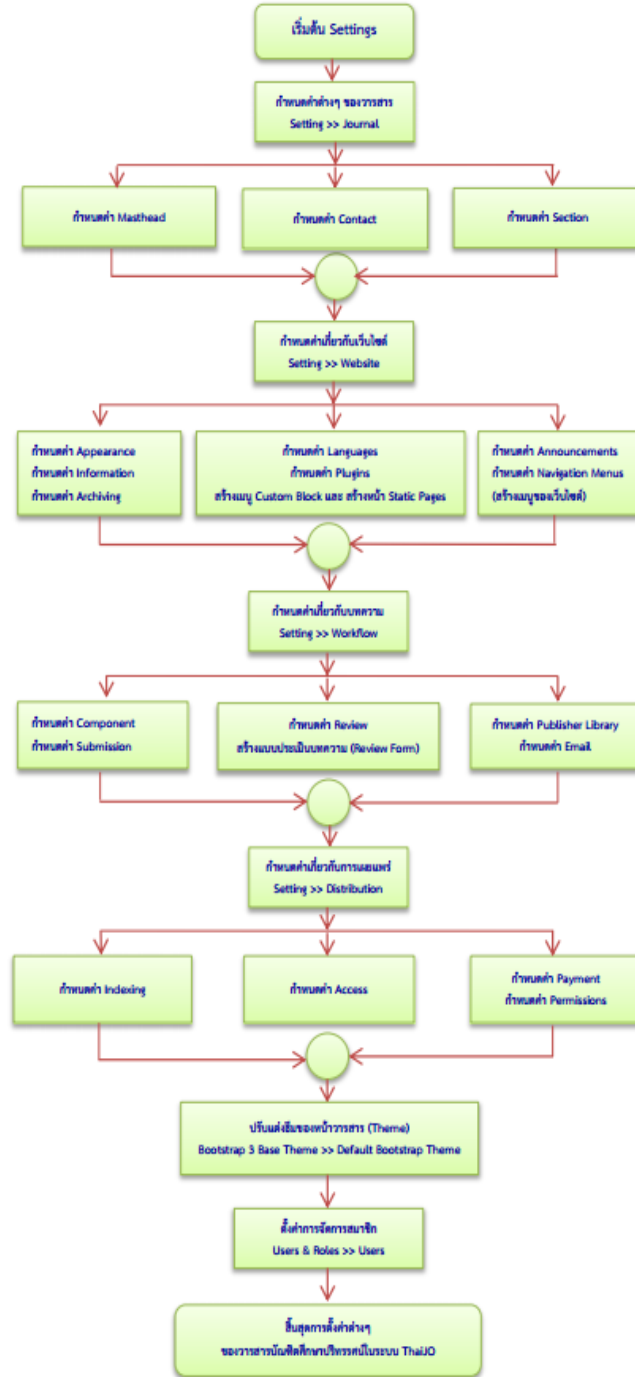 เริ่มต้น Settings
กำหนดค่าต่างๆ ของวารสาร
Setting >> Journal
กำหนดค่า Masthead
กำหนดค่า Contact
กำหนดค่า Section
กำหนดค่าเกี่ยวกับเว็บไซต์
Setting >> Website
กำหนดค่า Appearance
กำหนดค่า Information
กำหนดค่า Archiving
กำหนดค่า Languages
กำหนดค่า Plugins
สร้างเมนู Custom Block และ สร้างหน้า Static Pages
กำหนดค่า Announcements
กำหนดค่า Navigation Menus
(สร้างเมนูของเว็บไซต์)
กำหนดค่าเกี่ยวกับบทความ
Setting >> Workflow
กำหนดค่า Component
กำหนดค่า Submission
กำหนดค่า Review
สร้างแบบประเมินบทความ (Review Form)
กำหนดค่า Publisher Library
กำหนดค่า Email
กำหนดค่าเกี่ยวกับการเผยแพร่
Setting >> Distribution
กำหนดค่า Indexing
กำหนดค่า Access
กำหนดค่า Payment
กำหนดค่า Permissions
ปรับแต่งธีมของหน้าวารสาร (Theme)
Bootstrap 3 Base Theme >> Default Bootstrap Theme
ตั้งค่าการจัดการสมาชิก
Users & Roles >> Users
สิ้นสุดการตั้งค่าต่างๆ
ของวารสารบัณฑิตศึกษาปริทรรศน์ในระบบ ThaiJO